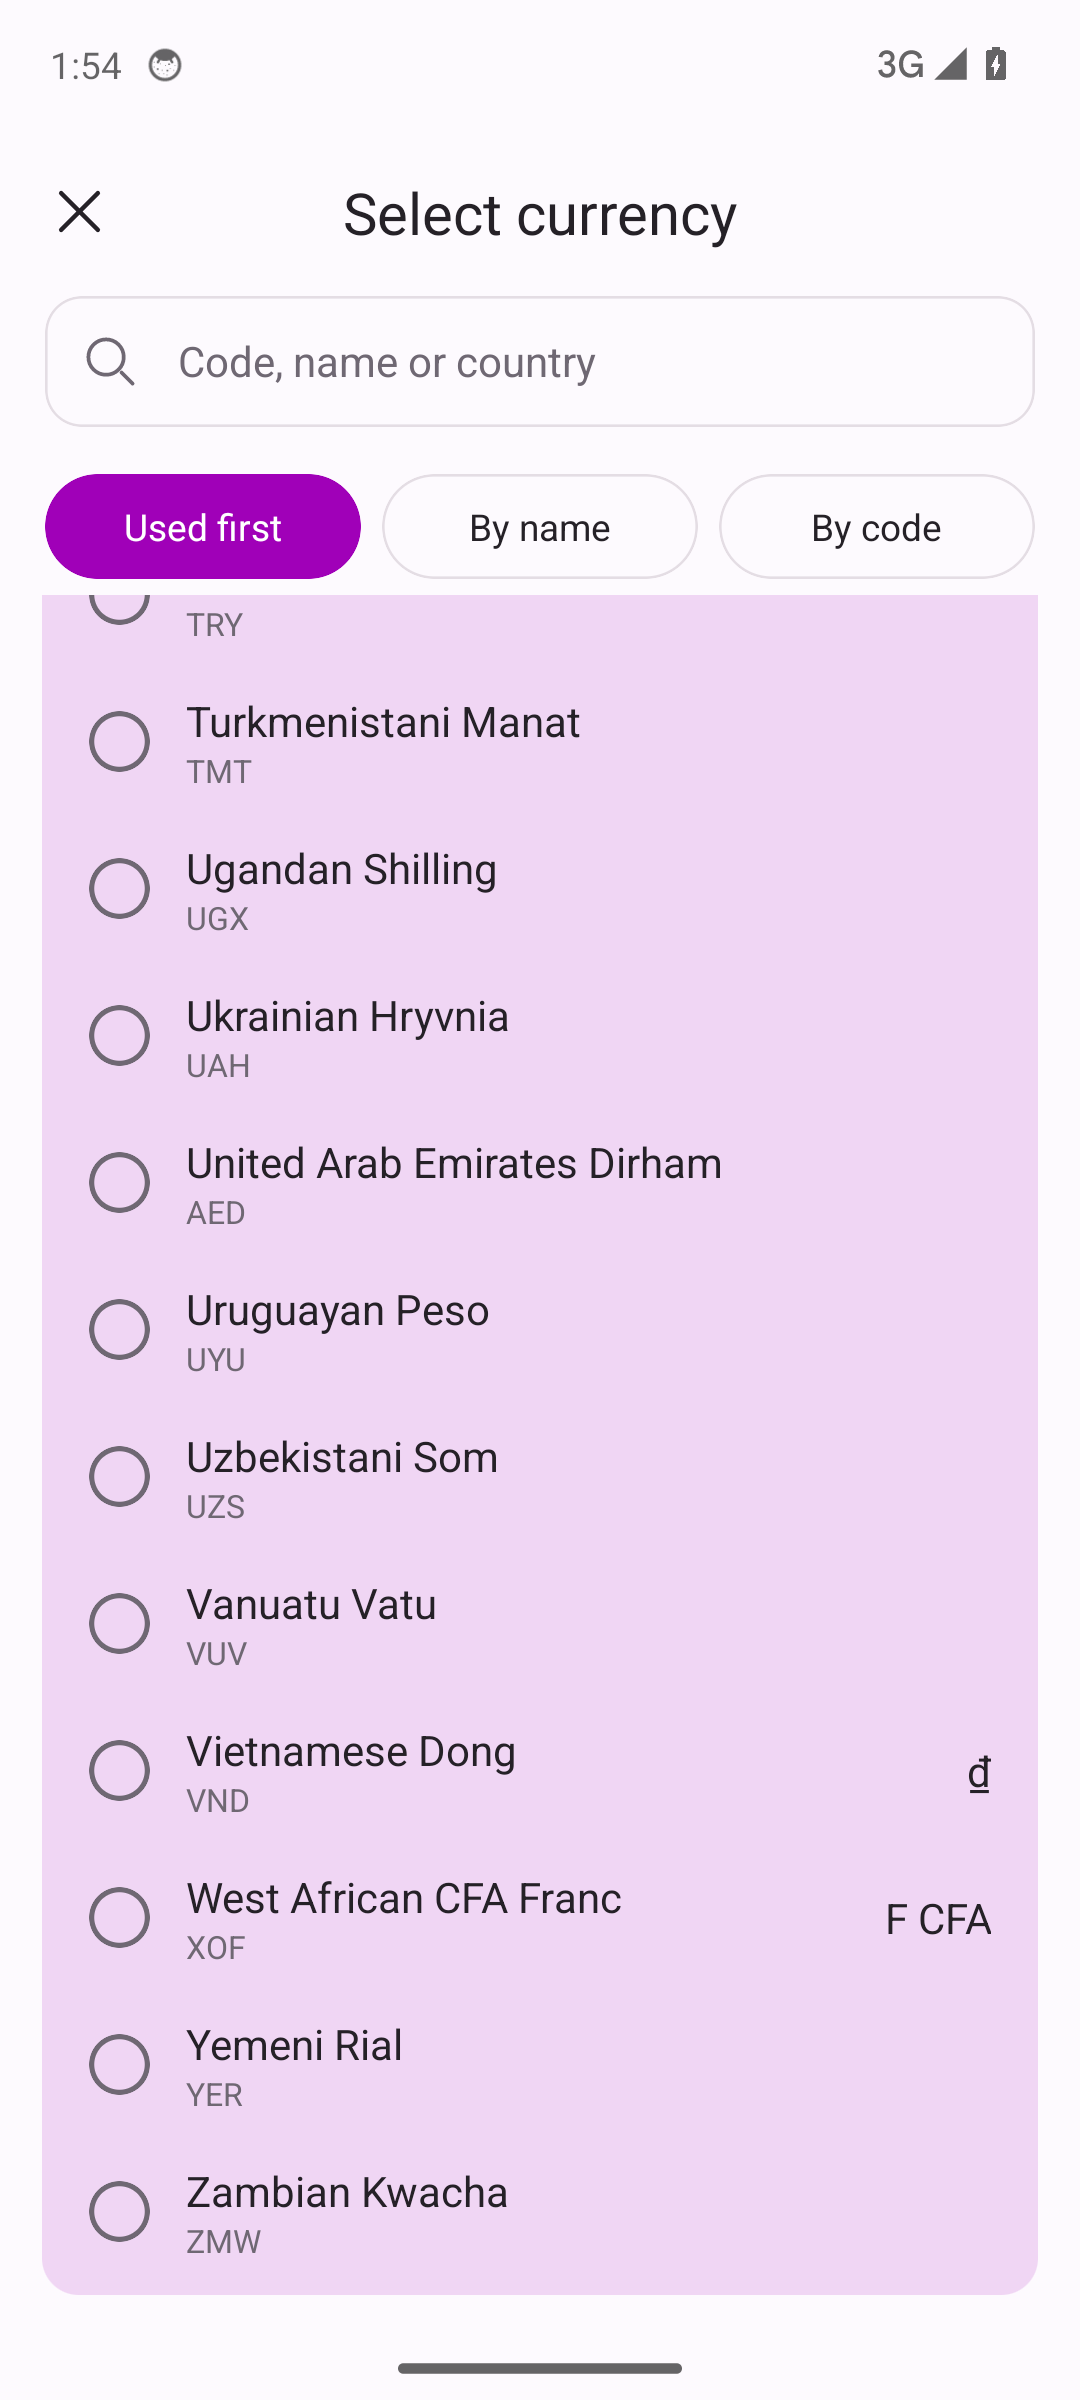 1:54
3G
Select currency
Code, name or country
Used first
By name
By code
TRY
Turkmenistani Manat
TMT
Ugandan Shilling
UGX
Ukrainian Hryvnia
UAH
United Arab Emirates Dirham
AED
Uruguayan Peso
UYU
Uzbekistani Som
UZS
Vanuatu Vatu
VUV
Vietnamese Dong
VND
₫
West African CFA Franc
XOF
F CFA
Yemeni Rial
YER
Zambian Kwacha
ZMW